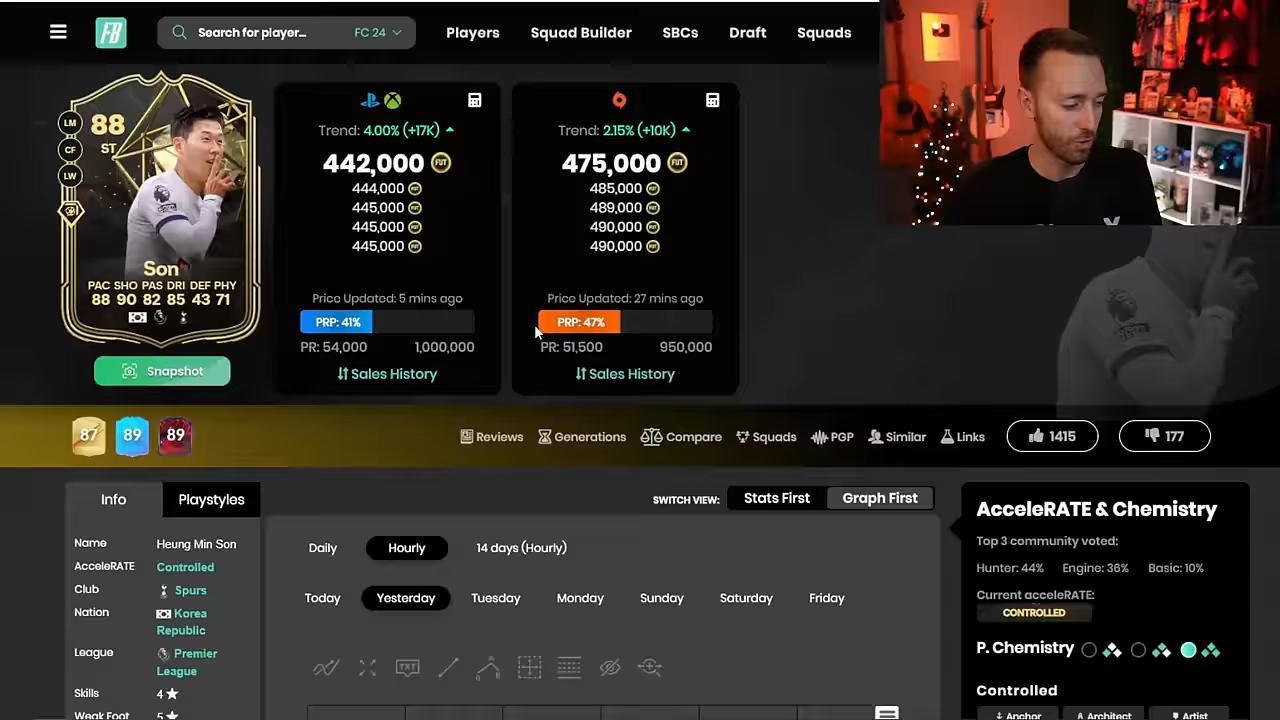 FB
Search for player...
FC 24
Players
Squad Builder
SBCs
Draft
Squads
LM
CF
LW
88
ST
Son
PAC SHO PAS DRI DEF PHY
88 90 82 85 43 71
Snapshot
Trend: 4.00% (+17K)
442,000 FUT
444,000
445,000
445,000
445,000
Price Updated: 5 mins ago
PRP: 41%
PR: 54,000
1,000,000
Sales History
Trend: 2.15% (+10K)
475,000 FUT
485,000
489,000
490,000
490,000
Price Updated: 27 mins ago
PRP: 47%
PR: 51,500
950,000
Sales History
87
89
89
Reviews
Generations
Compare
Squads
PGP
Similar
Links
1415
177
Info
Playstyles
Name
Heung Min Son
AcceleRATE
Controlled
Club
Spurs
Nation
Korea
Republic
League
Premier
League
Skills
4
Weak Foot
5
SWITCH VIEW:
Stats First
Graph First
Daily
Hourly
14 days (Hourly)
Today
Yesterday
Tuesday
Monday
Sunday
Saturday
Friday
TXT
AcceleRATE & Chemistry
Top 3 community voted:
Hunter: 44%
Engine: 36%
Basic: 10%
Current acceleRATE:
CONTROLLED
P. Chemistry
Controlled
Anchor
Architect
Artist